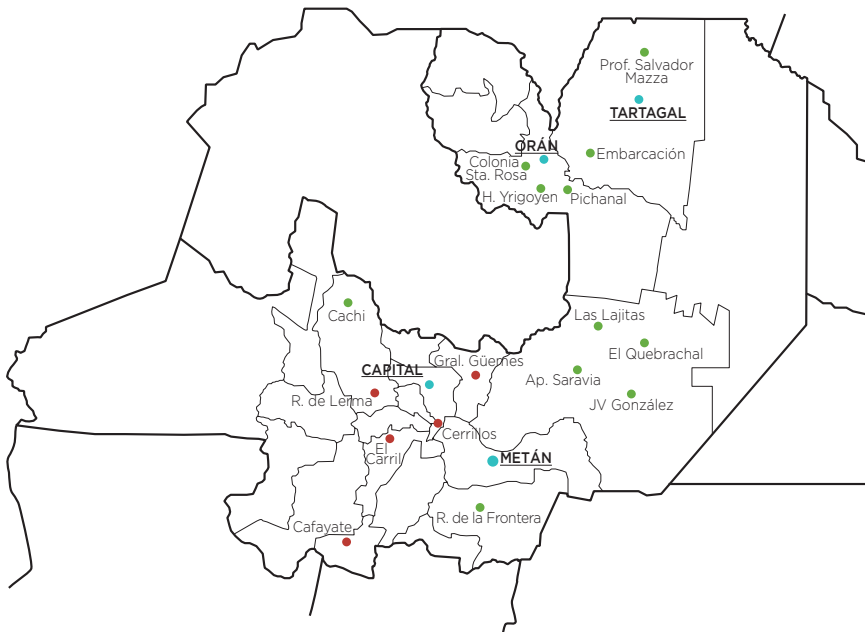 Prof. Salvador
Mazza
TARTAGAL
ORÁN
Embarcación
Colonia
Sta. Rosa
H. Yrigoyen
Pichanal
Cachi
Las Lajitas
El Quebrachal
Gral. Güemes
CAPITAL
Ap. Saravia
R. de Lerma
JV González
Cerrillos
El
Carril
METÁN
R. de la Frontera
Cafayate